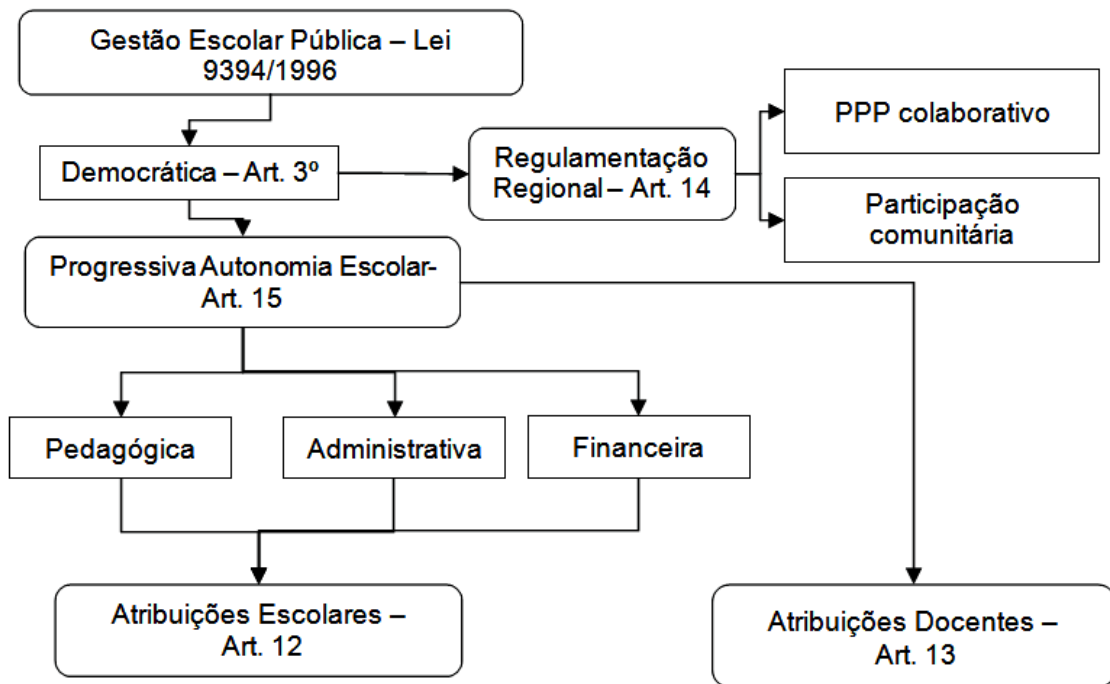 Gestão Escolar Pública – Lei
9394/1996
PPP colaborativo
Democrática – Art. 3º
Regulamentação
Regional – Art. 14
Participação
comunitária
Progressiva Autonomia Escolar-
Art. 15
Pedagógica
Administrativa
Financeira
Atribuições Escolares –
Art. 12
Atribuições Docentes –
Art. 13